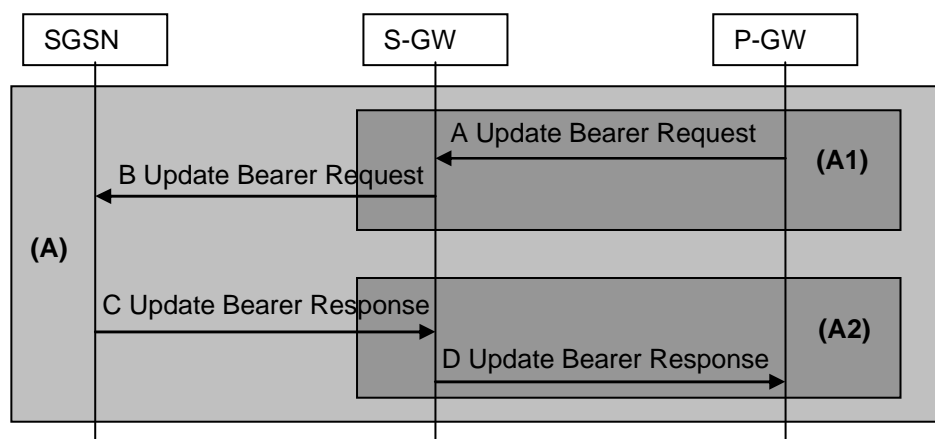 SGSN
S-GW
P-GW
A Update Bearer Request
(A1)
B Update Bearer Request
(A)
C Update Bearer Response
(A2)
D Update Bearer Response